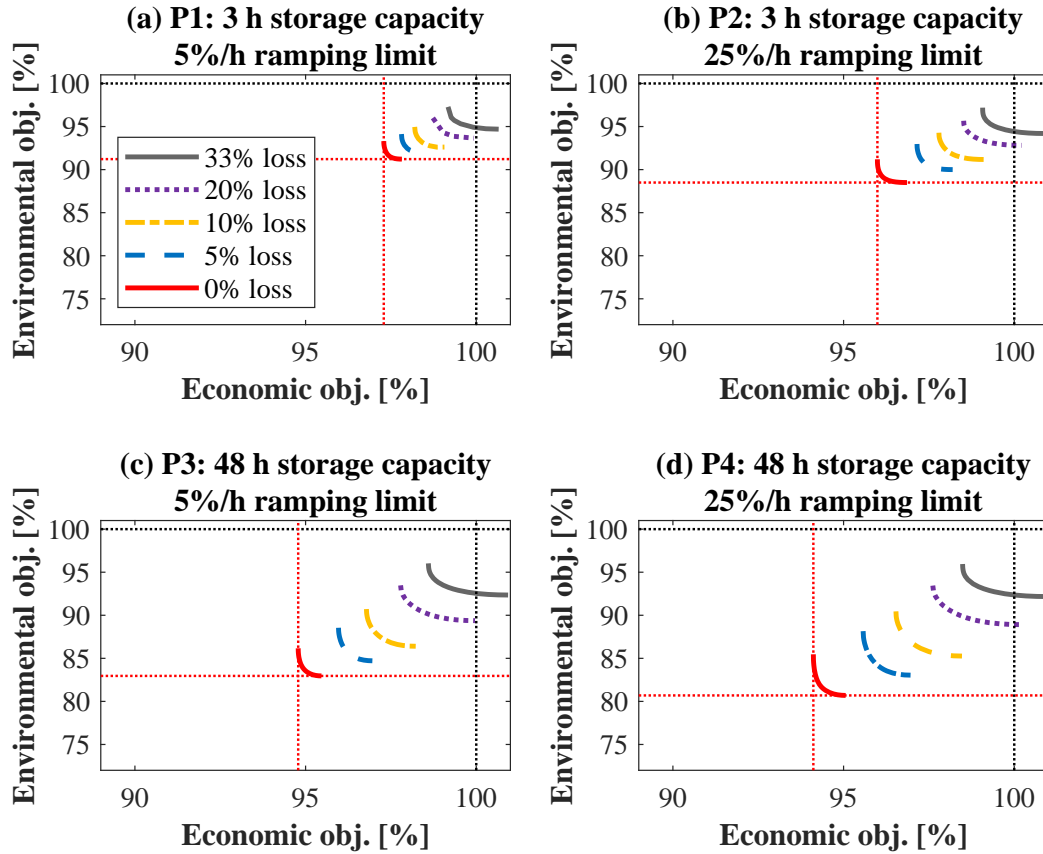 (a) P1: 3 h storage capacity
5%/h ramping limit
Environmental obj. [%]
100
95
90
85
80
75
33% loss
20% loss
10% loss
5% loss
0% loss
90
95
100
Economic obj. [%]
(b) P2: 3 h storage capacity
25%/h ramping limit
Environmental obj. [%]
100
95
90
85
80
75
90
95
100
Economic obj. [%]
(c) P3: 48 h storage capacity
5%/h ramping limit
Environmental obj. [%]
100
95
90
85
80
75
90
95
100
Economic obj. [%]
(d) P4: 48 h storage capacity
25%/h ramping limit
Environmental obj. [%]
100
95
90
85
80
75
90
95
100
Economic obj. [%]